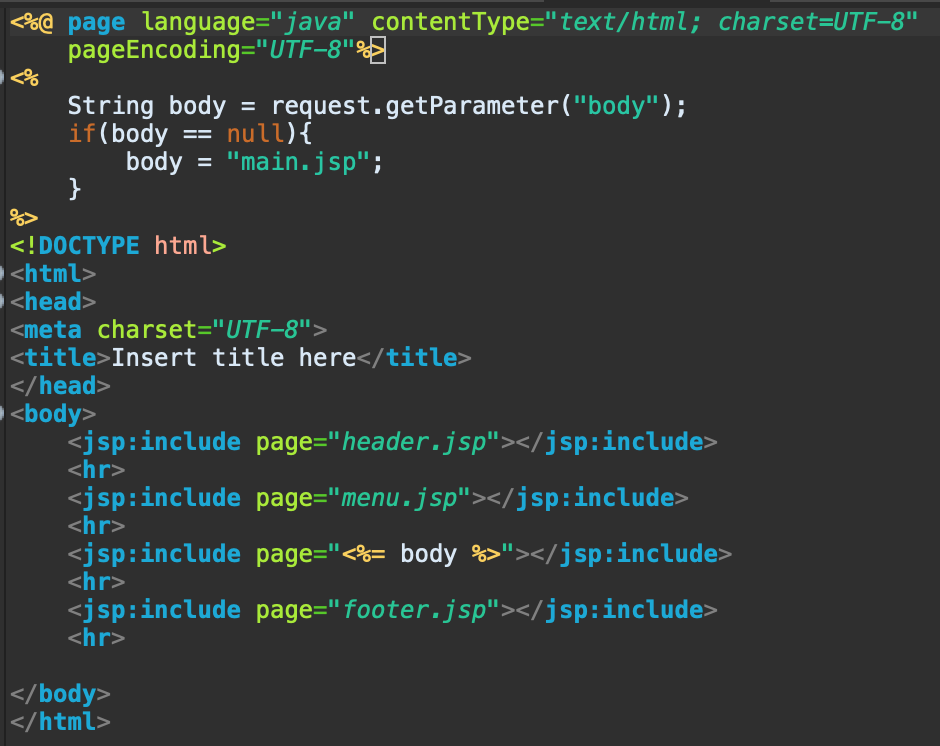 <%@ page language="java" contentType="text/html; charset=UTF-8"
    pageEncoding="UTF-8"%>
<%
    String body = request.getParameter("body");
    if(body == null){
        body = "main.jsp";
    }
%>
<!DOCTYPE html>
<html>
<head>
<meta charset="UTF-8">
<title>Insert title here</title>
</head>
<body>
    <jsp:include page="header.jsp"></jsp:include>
    <hr>
    <jsp:include page="menu.jsp"></jsp:include>
    <hr>
    <jsp:include page="<%= body %>"></jsp:include>
    <hr>
    <jsp:include page="footer.jsp"></jsp:include>
    <hr>

</body>
</html>